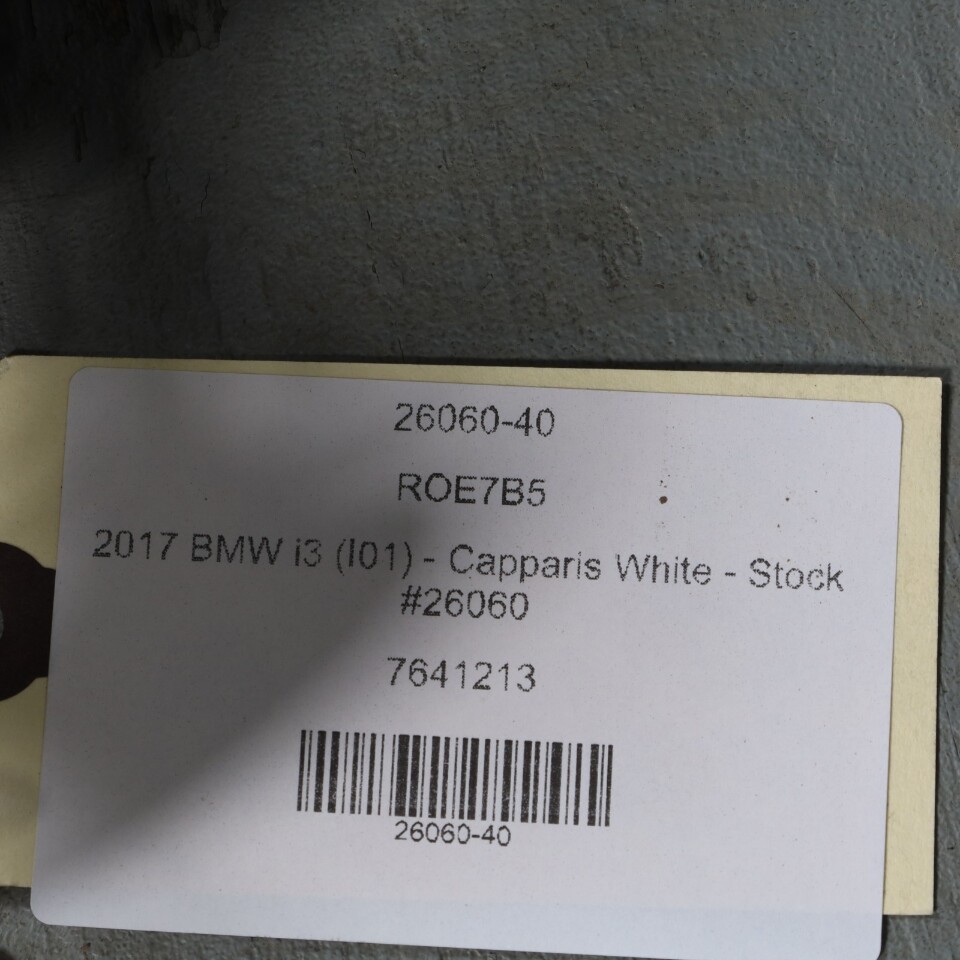 26060-40
ROE7B5
2017 BMW i3 (I01) - Capparis White - Stock
#26060
7641213
26060-40